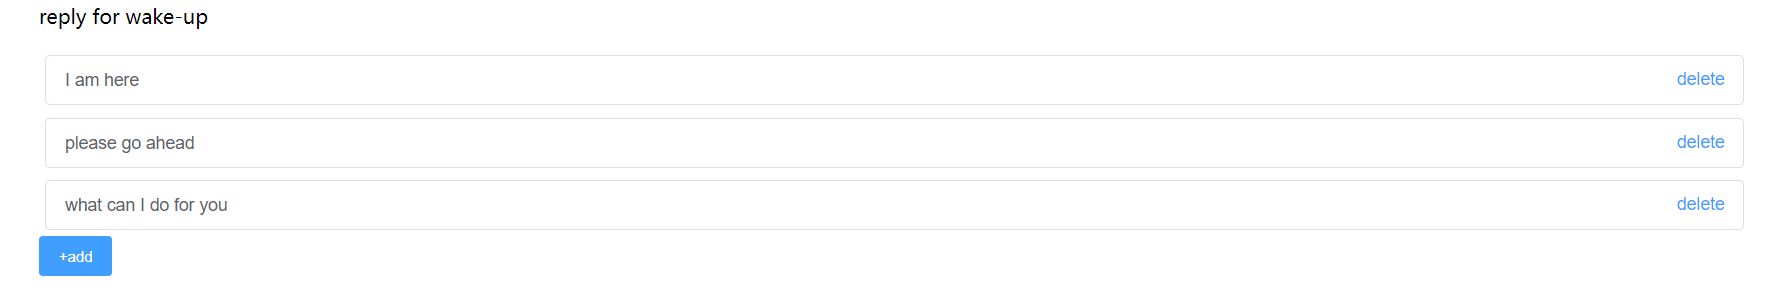 reply for wake-up
I am here delete
please go ahead delete
what can I do for you delete
+add